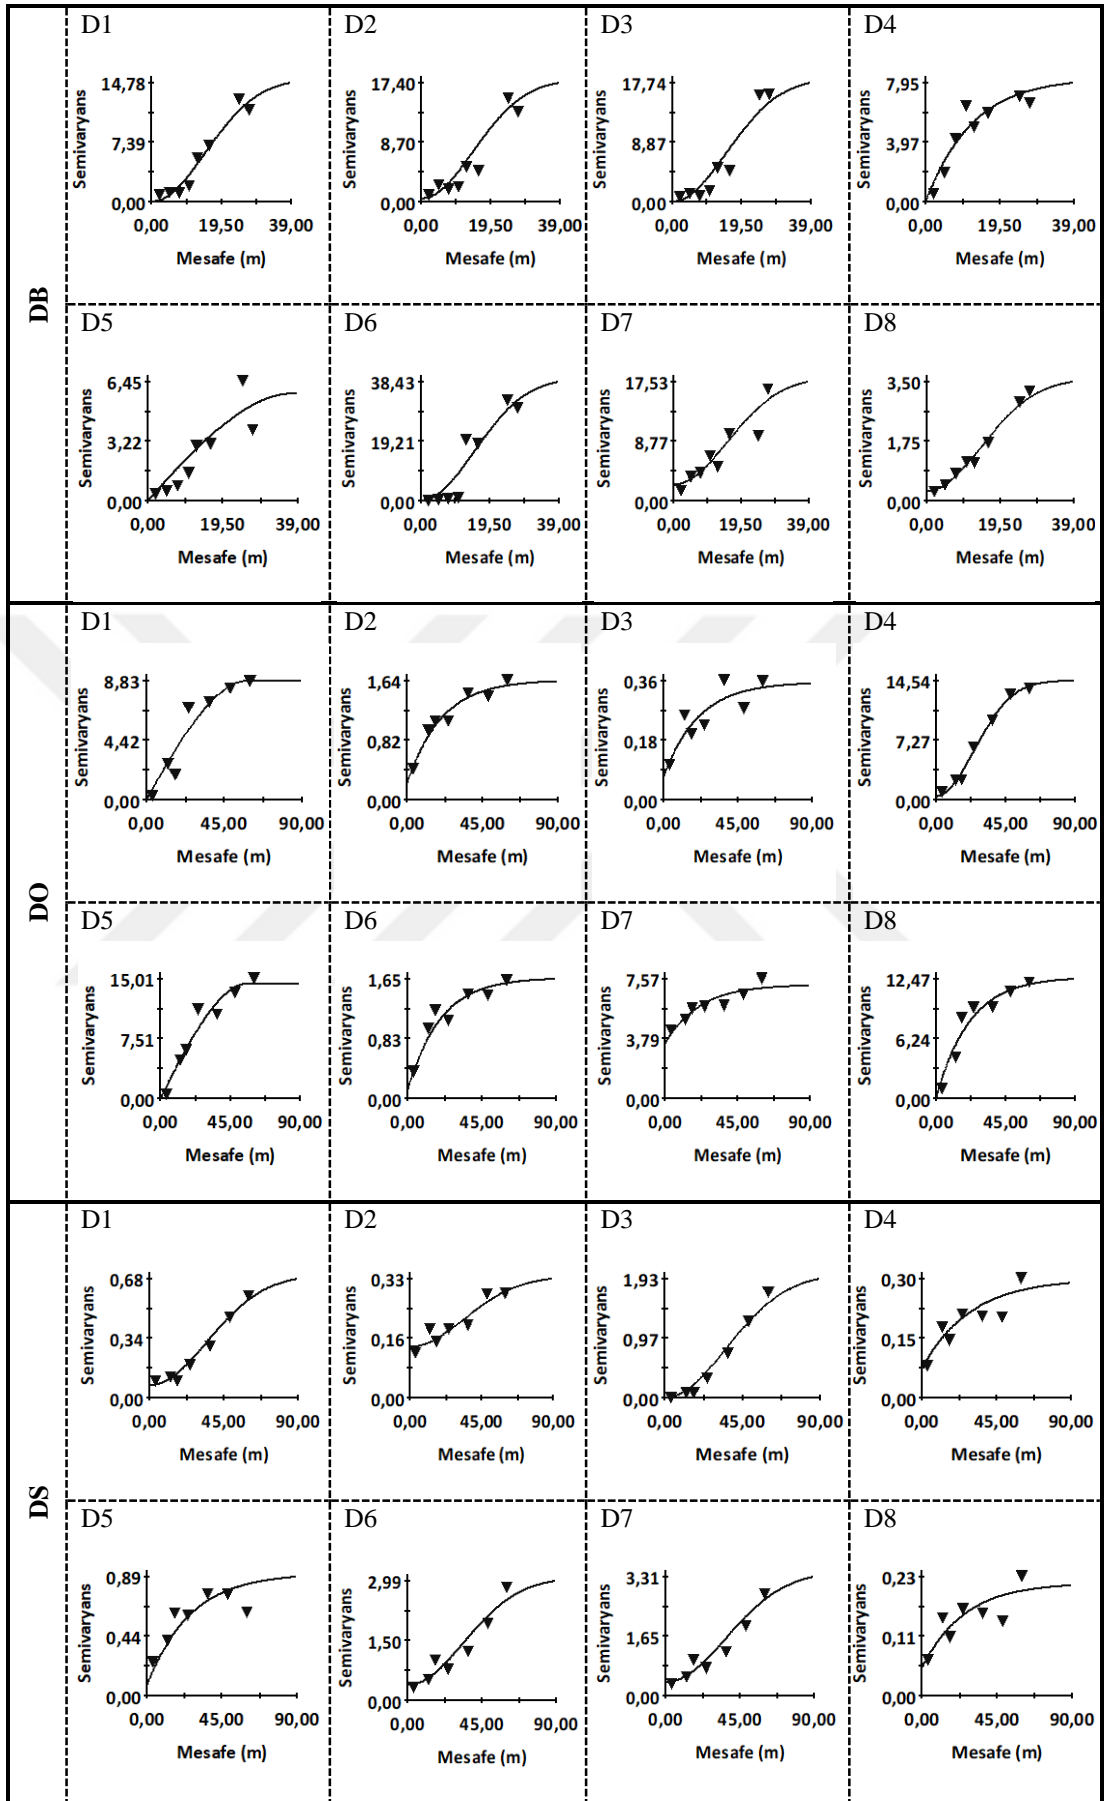 DB
D1
Semivaryans
14,78
7,39
0,00
0,00 19,50 39,00
Mesafe (m)
D2
Semivaryans
17,40
8,70
0,00
0,00 19,50 39,00
Mesafe (m)
D3
Semivaryans
17,74
8,87
0,00
0,00 19,50 39,00
Mesafe (m)
D4
Semivaryans
7,95
3,97
0,00
0,00 19,50 39,00
Mesafe (m)
D5
Semivaryans
6,45
3,22
0,00
0,00 19,50 39,00
Mesafe (m)
D6
Semivaryans
38,43
19,21
0,00
0,00 19,50 39,00
Mesafe (m)
D7
Semivaryans
17,53
8,77
0,00
0,00 19,50 39,00
Mesafe (m)
D8
Semivaryans
3,50
1,75
0,00
0,00 19,50 39,00
Mesafe (m)
DO
D1
Semivaryans
8,83
4,42
0,00
0,00 45,00 90,00
Mesafe (m)
D2
Semivaryans
1,64
0,82
0,00
0,00 45,00 90,00
Mesafe (m)
D3
Semivaryans
0,36
0,18
0,00
0,00 45,00 90,00
Mesafe (m)
D4
Semivaryans
14,54
7,27
0,00
0,00 45,00 90,00
Mesafe (m)
D5
Semivaryans
15,01
7,51
0,00
0,00 45,00 90,00
Mesafe (m)
D6
Semivaryans
1,65
0,83
0,00
0,00 45,00 90,00
Mesafe (m)
D7
Semivaryans
7,57
3,79
0,00
0,00 45,00 90,00
Mesafe (m)
D8
Semivaryans
12,47
6,24
0,00
0,00 45,00 90,00
Mesafe (m)
DS
D1
Semivaryans
0,68
0,34
0,00
0,00 45,00 90,00
Mesafe (m)
D2
Semivaryans
0,33
0,16
0,00
0,00 45,00 90,00
Mesafe (m)
D3
Semivaryans
1,93
0,97
0,00
0,00 45,00 90,00
Mesafe (m)
D4
Semivaryans
0,30
0,15
0,00
0,00 45,00 90,00
Mesafe (m)
D5
Semivaryans
0,89
0,44
0,00
0,00 45,00 90,00
Mesafe (m)
D6
Semivaryans
2,99
1,50
0,00
0,00 45,00 90,00
Mesafe (m)
D7
Semivaryans
3,31
1,65
0,00
0,00 45,00 90,00
Mesafe (m)
D8
Semivaryans
0,23
0,11
0,00
0,00 45,00 90,00
Mesafe (m)